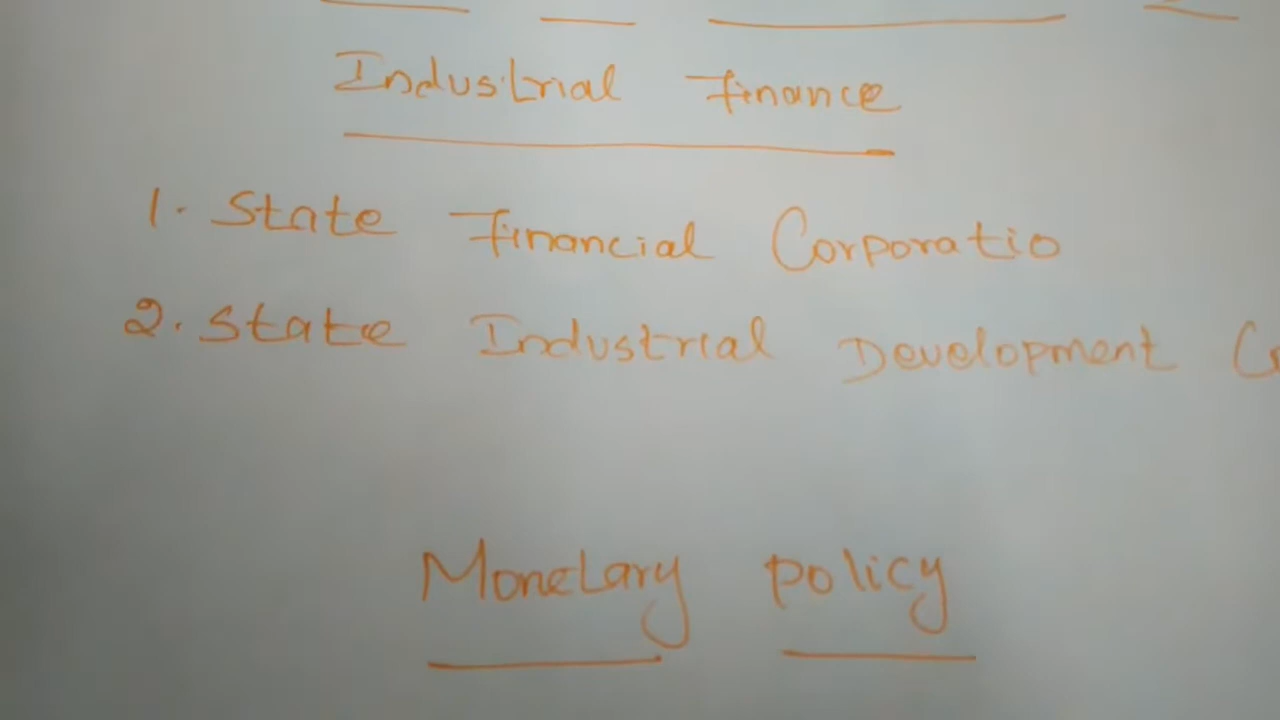 Industrial Finance
1. State Financial Corporatio
2. State Industrial Development
Monetary policy